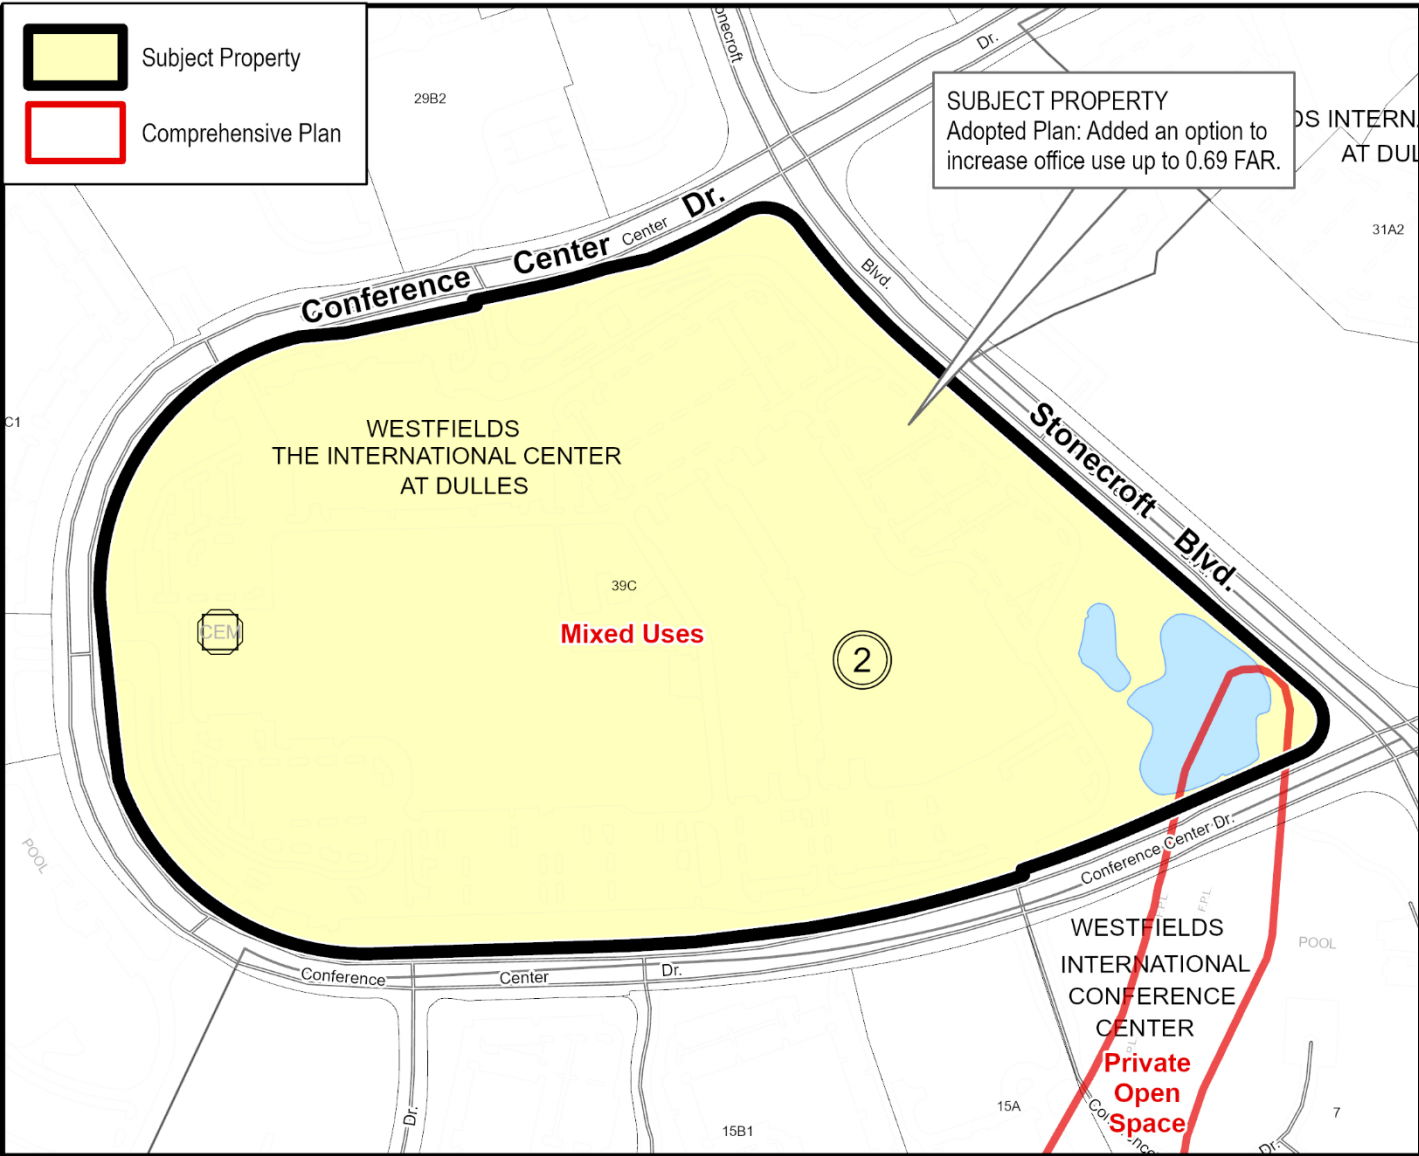 Subject Property
Comprehensive Plan
29B2
Dr.
SUBJECT PROPERTY
Adopted Plan: Added an option to
increase office use up to 0.69 FAR.
AT DUL
31A2
Conference Center Dr.
Center
Blvd.
C1
WESTFIELDS
THE INTERNATIONAL CENTER
AT DULLES
Stonecroft Blvd.
39C
CEM
Mixed Uses
2
POOL
Conference Center Dr.
WESTFIELDS
INTERNATIONAL
CONFERENCE
CENTER
FPL
POOL
Conference Center Dr.
Private
Open
Space
15A
7
Dr.
15B1
Dr.